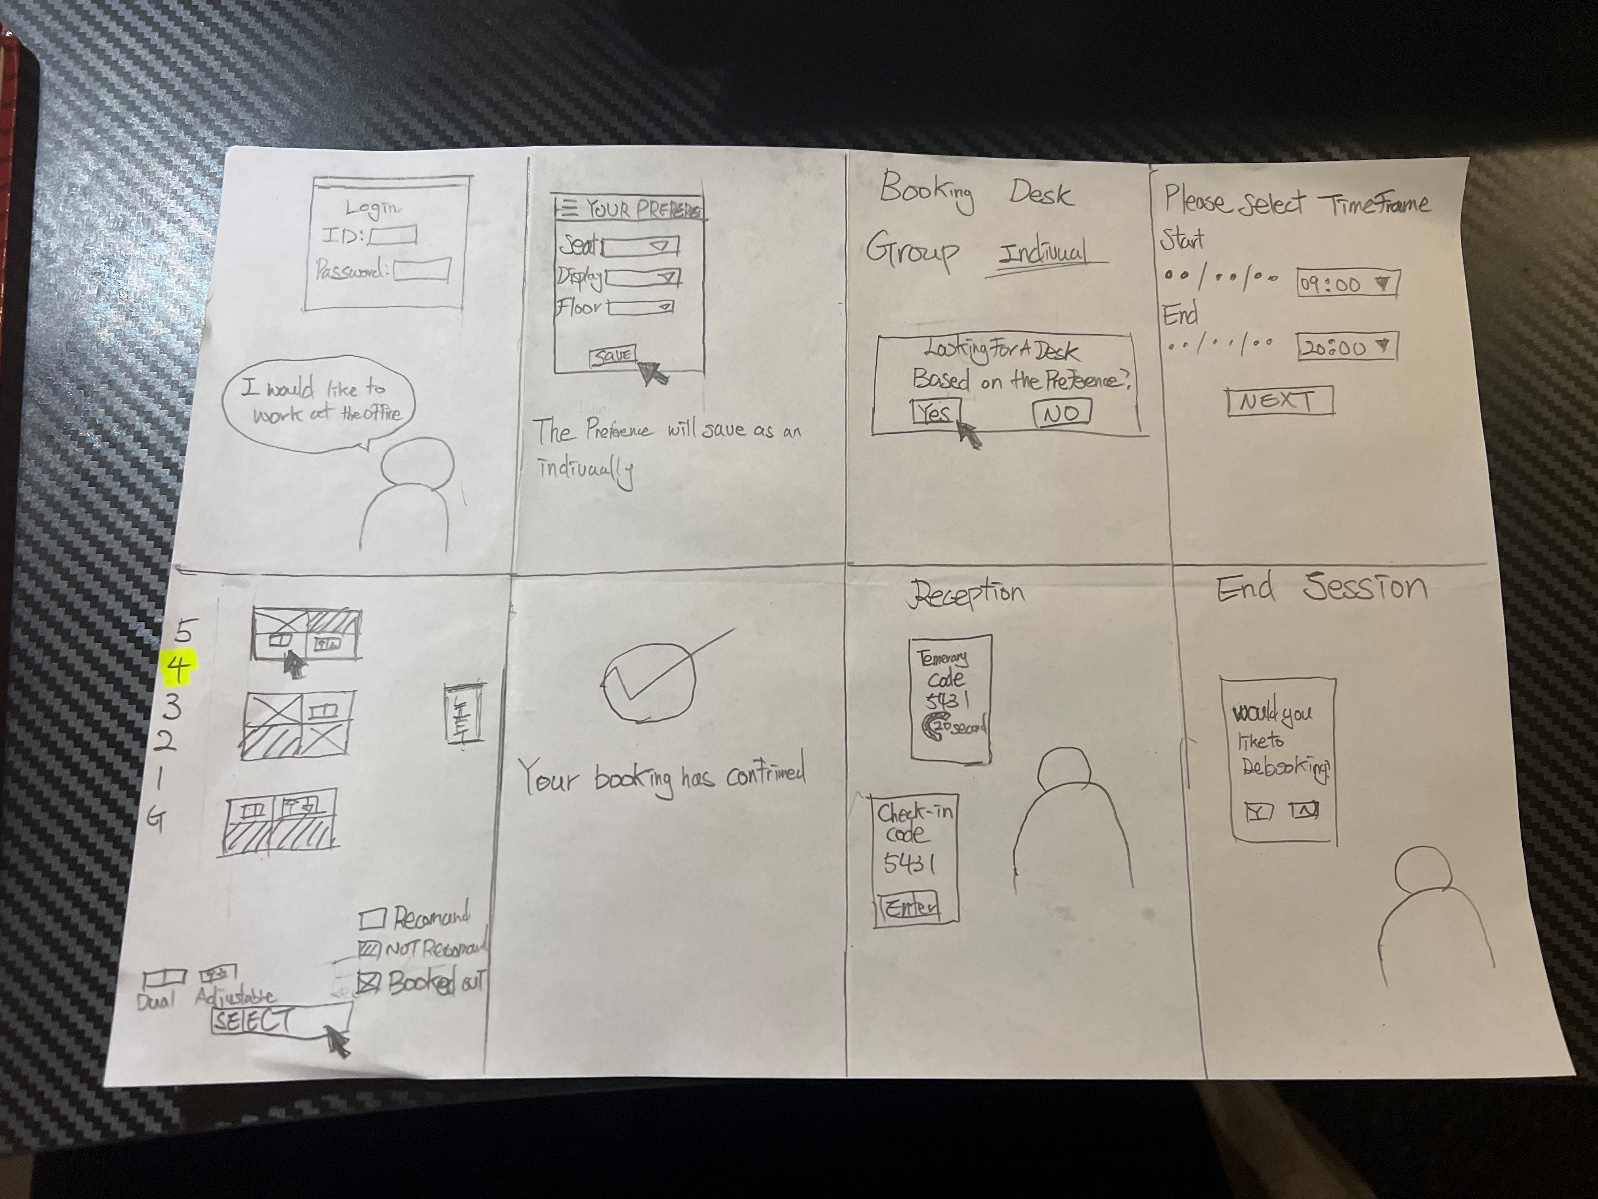 Login
ID:
Password:
I would like to
work at the office
YOUR PREFERE
Seat
Display
Floor
SAVE
The Preference will save as an
indivually
Booking Desk
Group Indivual
Looking For A Desk
Based on the Preference?
Yes NO
Please Select Timeframe
Start
••/••/•• 09:00
End
••/••/•• 20:00
NEXT
5
4
3
2
1
G
Recomand
NOT Recomand
Booked OUT
Dual Adjustable
SELECT
Your booking has confirmed
Reception
Temerary
code
5431
20 second
Check-in
code
5431
Enter
End Session
Would you
like to
Debooking?
Y N